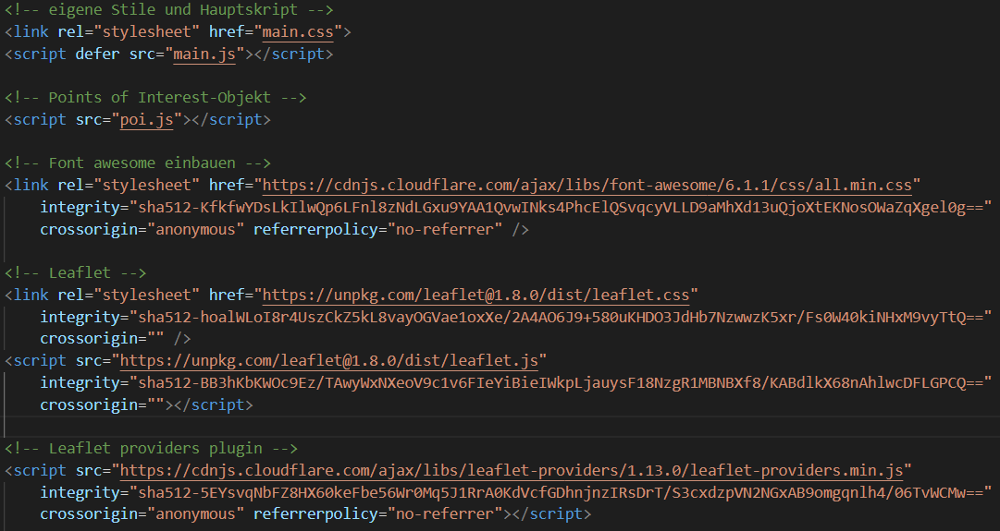 <!-- eigene Stile und Hauptskript -->
<link rel="stylesheet" href="main.css">
<script defer src="main.js"></script>
<!-- Points of Interest-Objekt -->
<script src="poi.js"></script>
<!-- Font awesome einbauen -->
<link rel="stylesheet" href="https://cdnjs.cloudflare.com/ajax/libs/font-awesome/6.1.1/css/all.min.css"
integrity="sha512-KfkfwYDsLkIlwQp6LFnl8zNdLGxu9YAA1QvwINks4PhcElQSvqcyVLLD9aMhXd13uQjoXtEKNosOWaZqXgel0g=="
crossorigin="anonymous" referrerpolicy="no-referrer" />
<!-- Leaflet -->
<link rel="stylesheet" href="https://unpkg.com/leaflet@1.8.0/dist/leaflet.css"
integrity="sha512-hoalWLoI8r4UszCkZ5kL8vayOGVae1oxXe/2A4AO6J9+580uKHDO3JdHb7NzwwzK5xr/Fs0W40kiNHxM9vyTtQ=="
crossorigin="" />
<script src="https://unpkg.com/leaflet@1.8.0/dist/leaflet.js"
integrity="sha512-BB3hKbKWOc9Ez/TAwyWxNXeoV9c1v6FIeYiBieIWkpLjauysF18NzgR1MBNBXf8/KABdlkX68nAhlwcDFLGPCQ=="
crossorigin=""></script>
<!-- Leaflet providers plugin -->
<script src="https://cdnjs.cloudflare.com/ajax/libs/leaflet-providers/1.13.0/leaflet-providers.min.js"
integrity="sha512-5EYsvqNbFZ8HX60keFbe56Wr0Mq5J1RrA0KdVcfGDhnjnzIRsDrT/S3cxdzpVN2NGxAB9omgqnlh4/06TvWCMw=="
crossorigin="anonymous" referrerpolicy="no-referrer"></script>